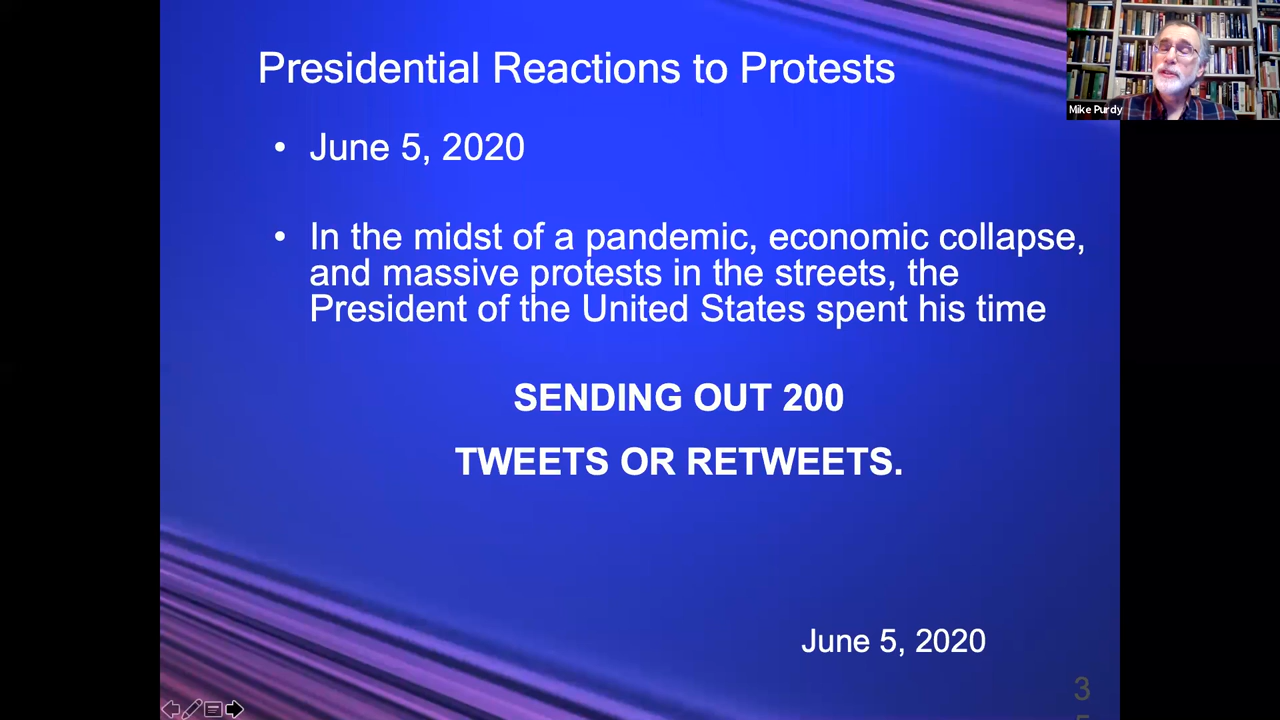 Presidential Reactions to Protests
Mike Purdy
• June 5, 2020
• In the midst of a pandemic, economic collapse,
and massive protests in the streets, the
President of the United States spent his time
SENDING OUT 200
TWEETS OR RETWEETS.
June 5, 2020
3